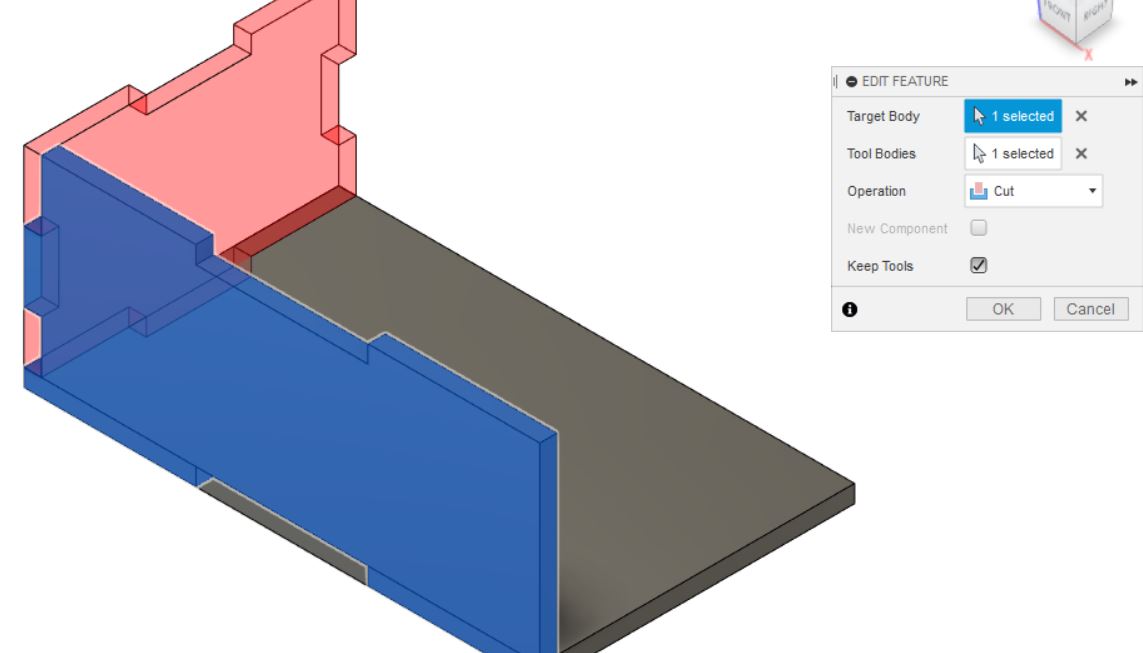 FRONT
RIGHT
X
EDIT FEATURE
Target Body 1 selected
Tool Bodies 1 selected
Operation Cut
New Component
Keep Tools
OK Cancel